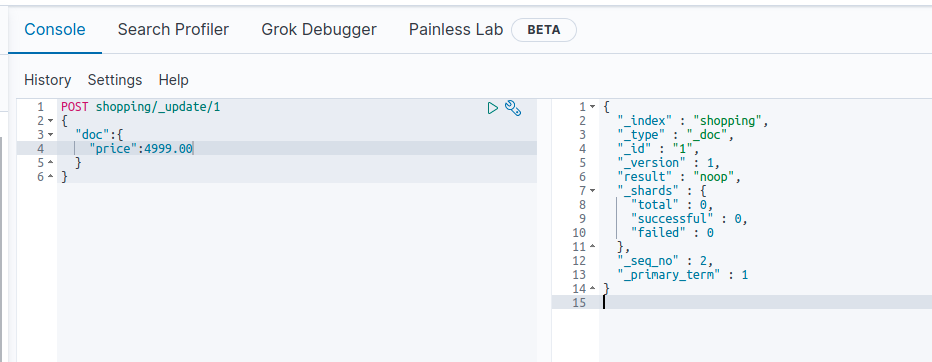 Console Search Profiler Grok Debugger Painless Lab BETA
History Settings Help
1 POST shopping/_update/1
2 {
3 "doc":{
4 "price":4999.00
5 }
6 }
1 {
2 "_index" : "shopping",
3 "_type" : "_doc",
4 "_id" : "1",
5 "_version" : 1,
6 "result" : "noop",
7 "_shards" : {
8 "total" : 0,
9 "successful" : 0,
10 "failed" : 0
11 },
12 "_seq_no" : 2,
13 "_primary_term" : 1
14 }
15